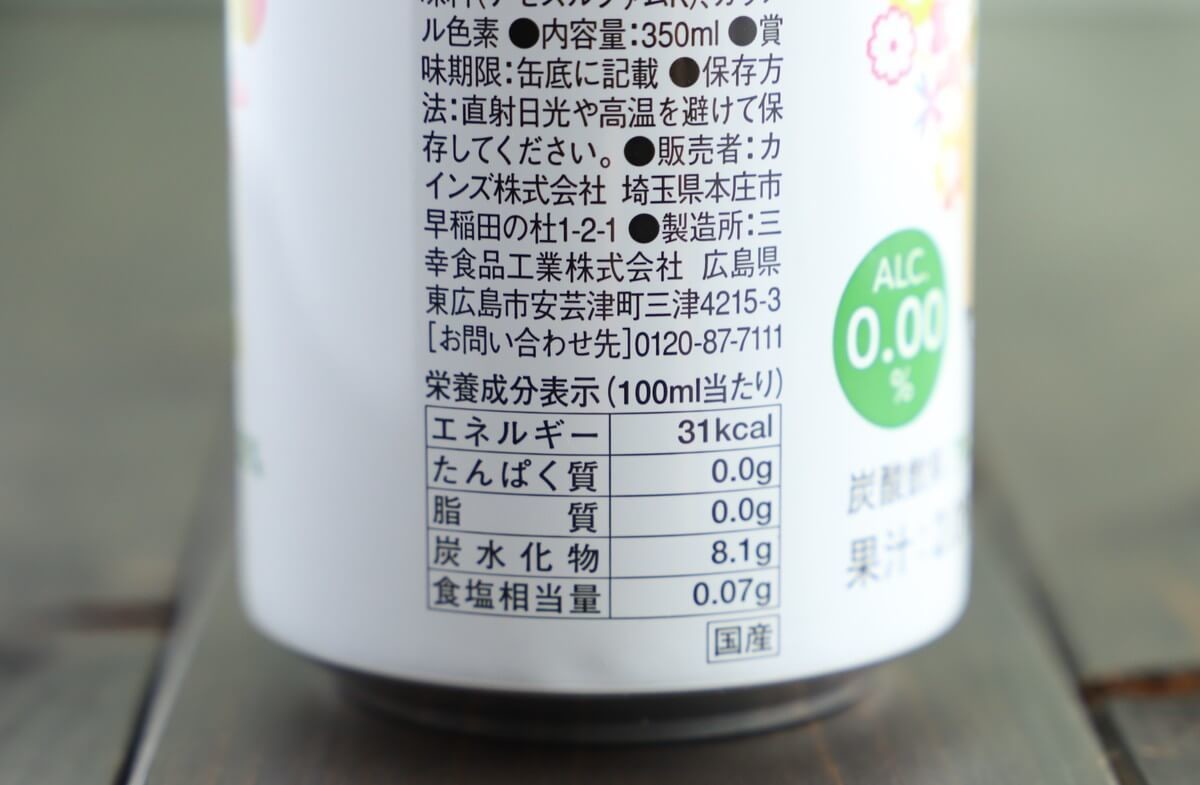 ル色素 ●内容量:350ml ●賞
味期限:缶底に記載 ●保存方
法:直射日光や高温を避けて保
存してください。 ●販売者:カ
インズ株式会社 埼玉県本庄市
早稲田の杜1-2-1 ●製造所:三
幸食品工業株式会社 広島県
東広島市安芸津町三津4215-3
[お問い合わせ先]0120-87-7111
栄養成分表示(100ml当たり)
エネルギー 31kcal
たんぱく質 0.0g
脂質 0.0g
炭水化物 8.1g
食塩相当量 0.07g
国産
ALC.
0.00
%
炭酸飲料
果汁